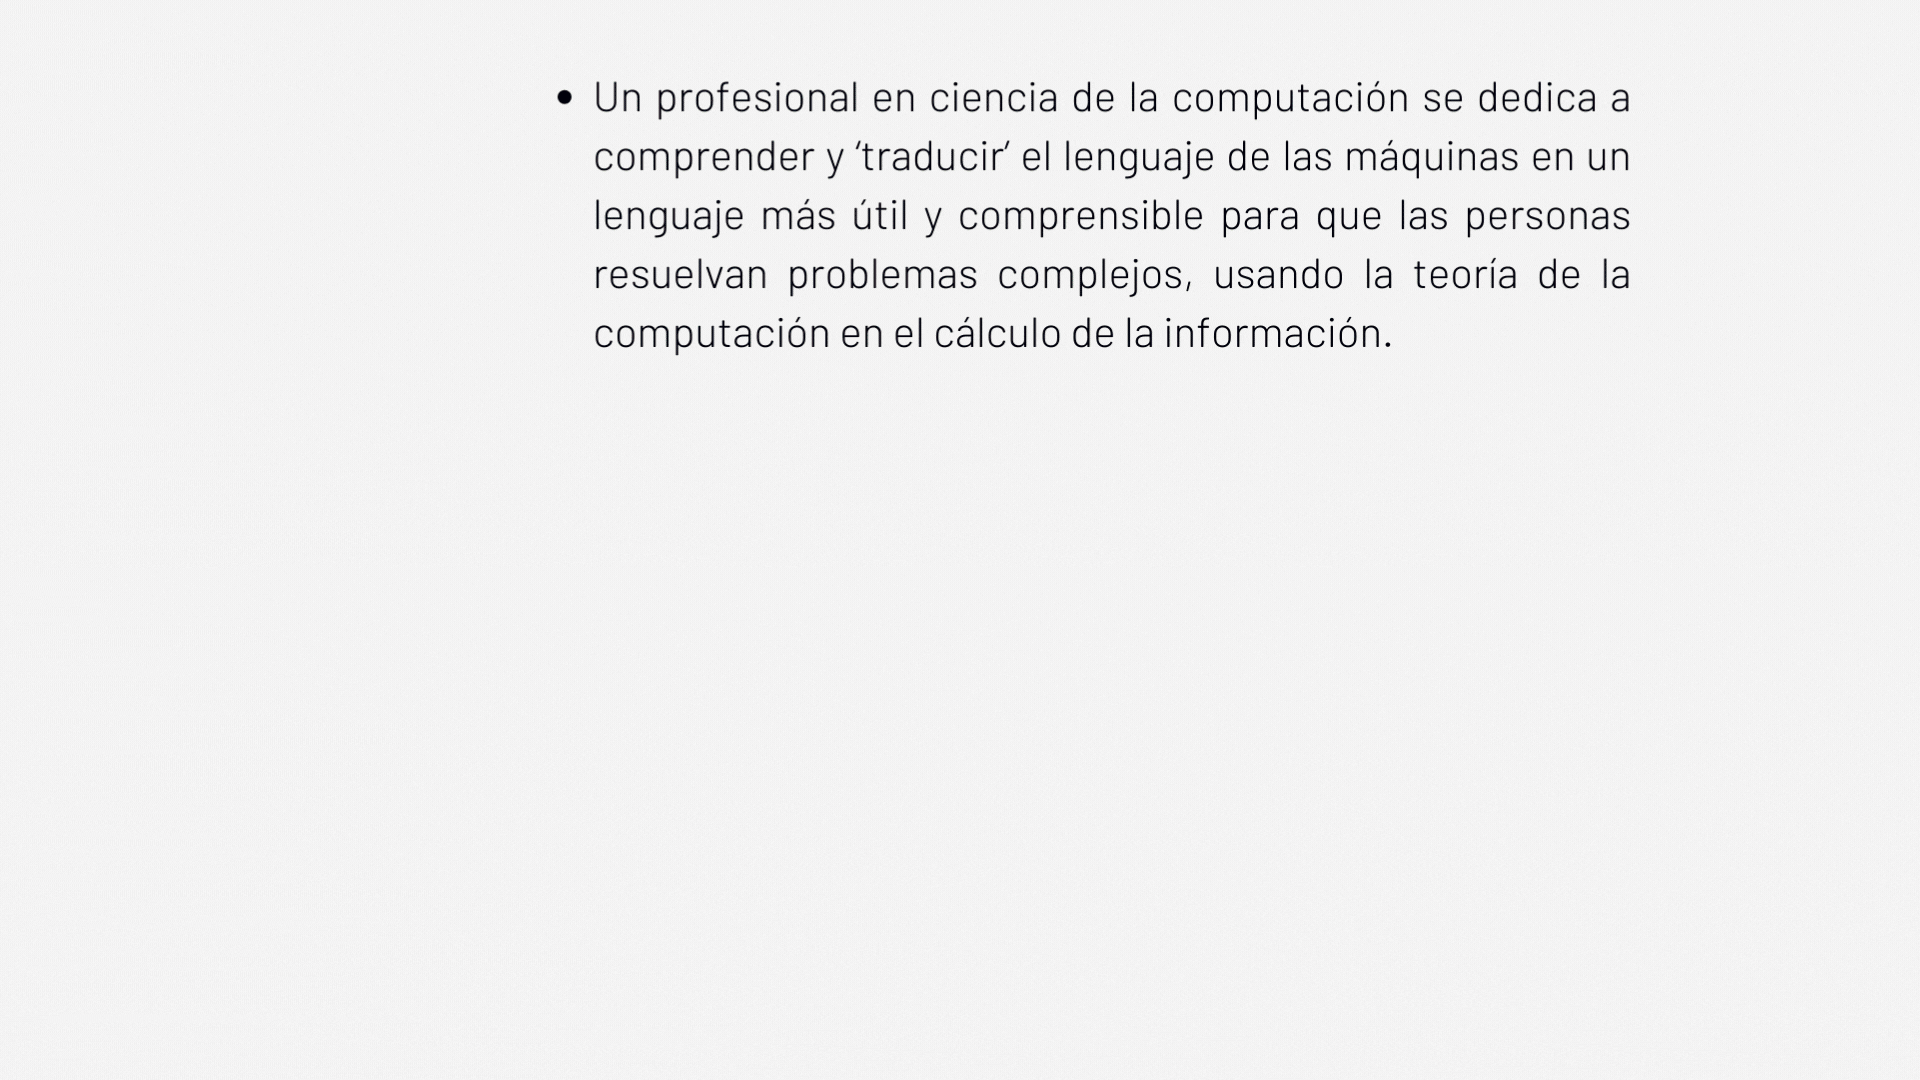 • Un profesional en ciencia de la computación se dedica a
comprender y ‘traducir’ el lenguaje de las máquinas en un
lenguaje más útil y comprensible para que las personas
resuelvan problemas complejos, usando la teoría de la
computación en el cálculo de la información.